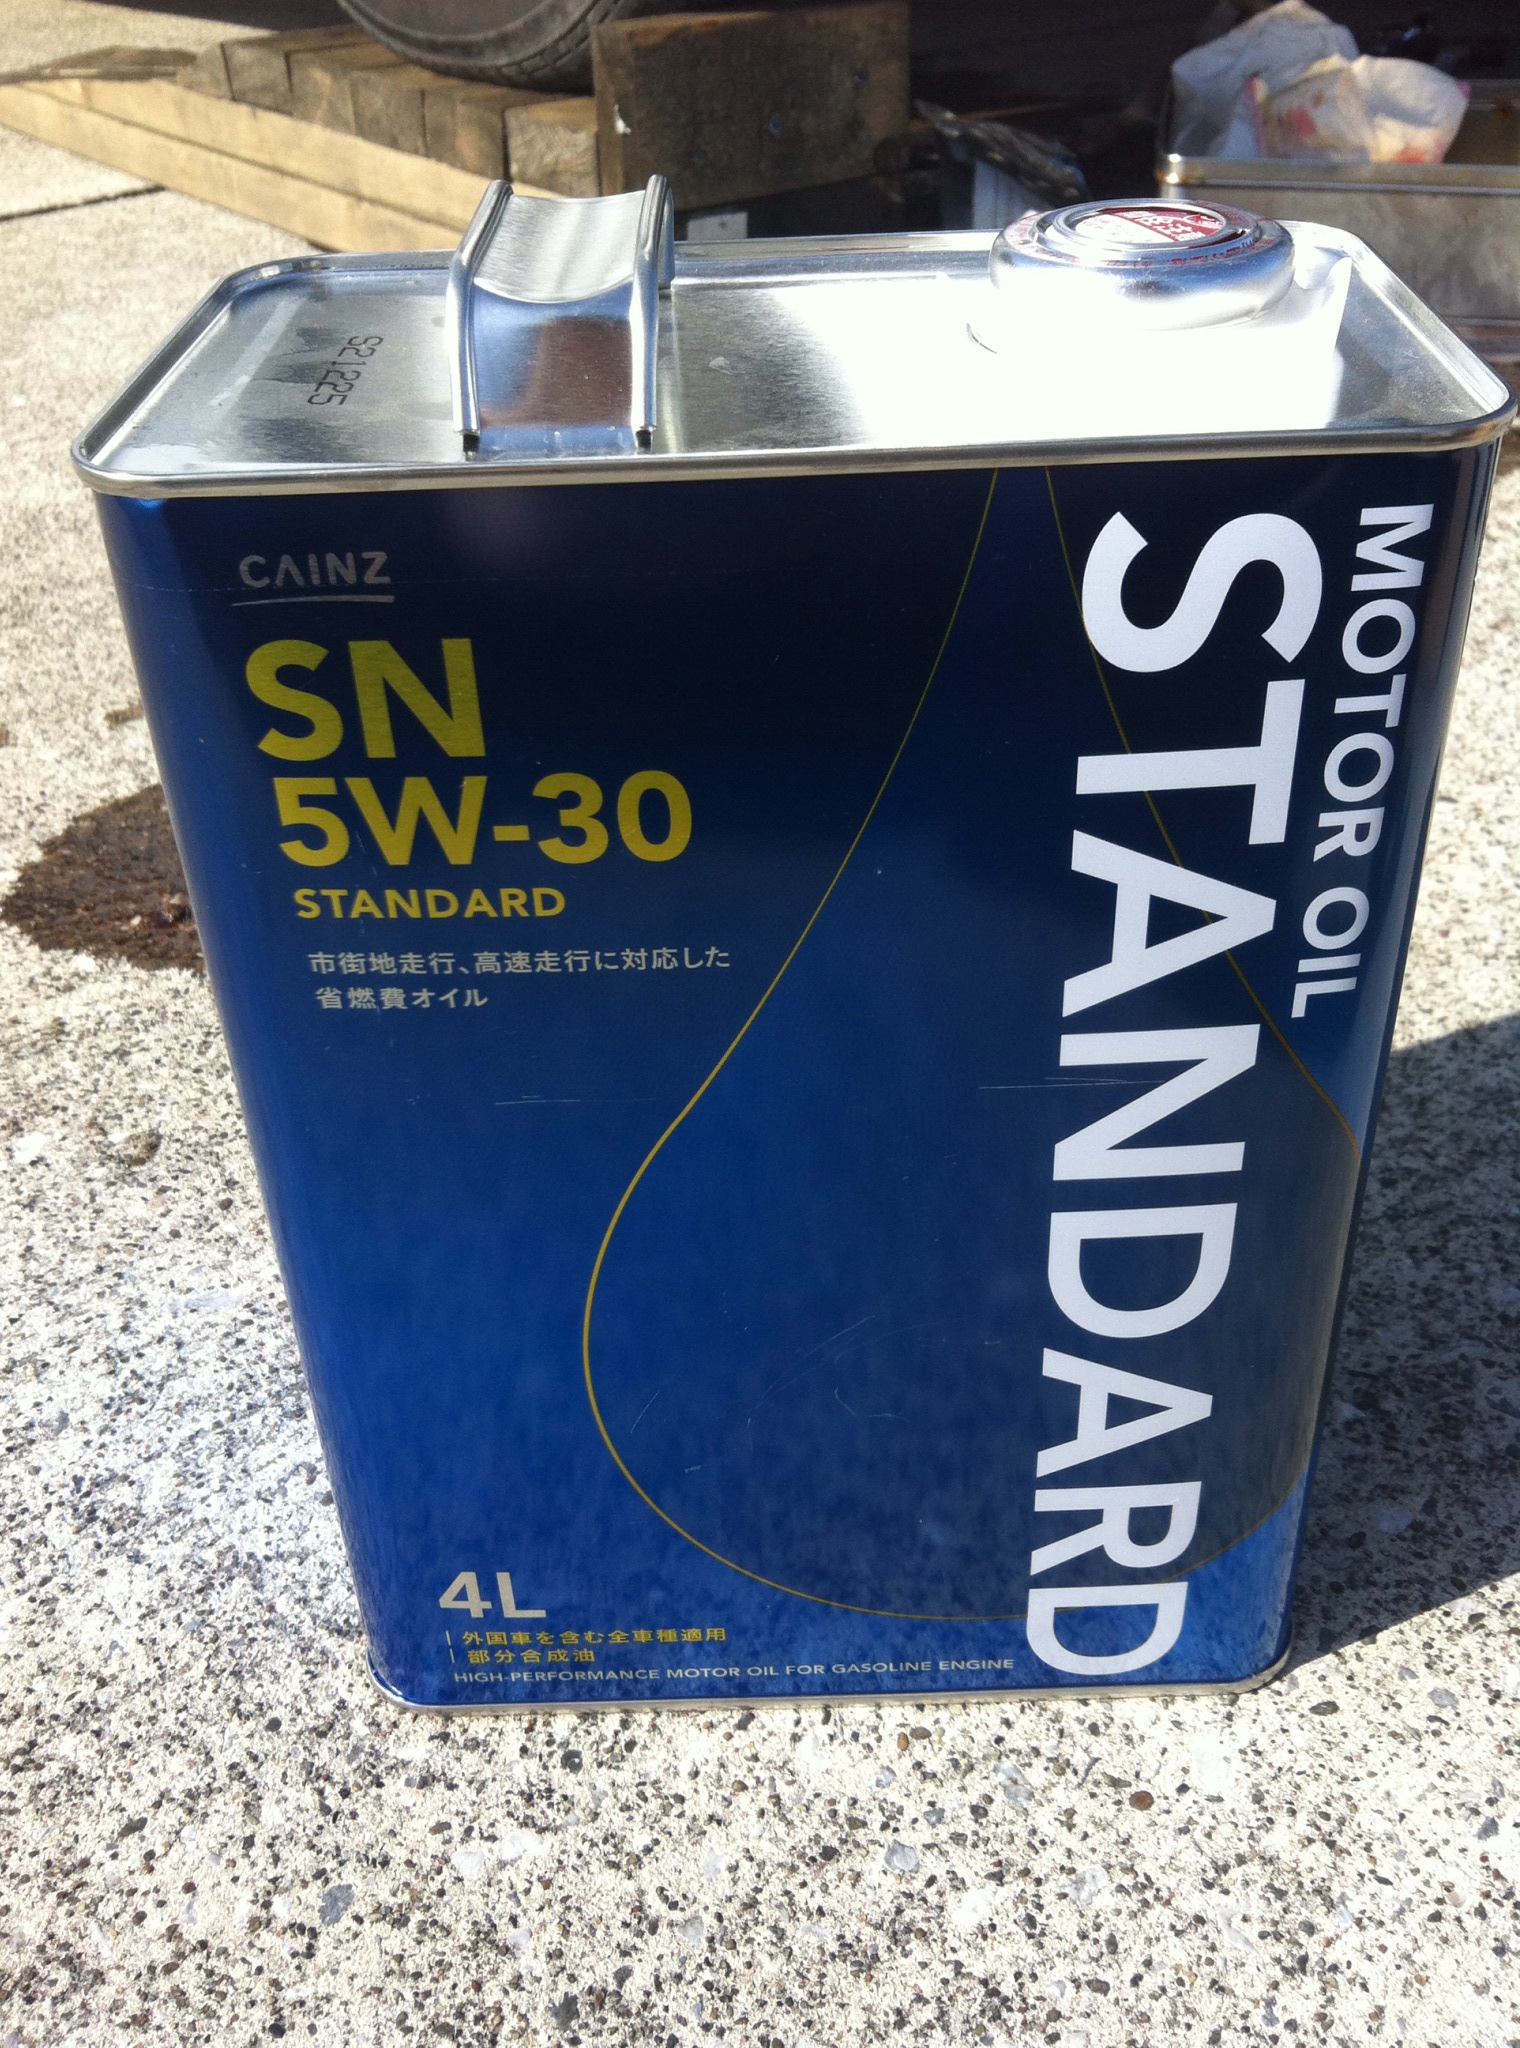 S21225
CAINZ
SN
5W-30
STANDARD
市街地走行、高速走行に対応した
省燃費オイル
MOTOR OIL
STANDARD
4L
外国車を含む全車種適用
部分合成油
HIGH-PERFORMANCE MOTOR OIL FOR GASOLINE ENGINE